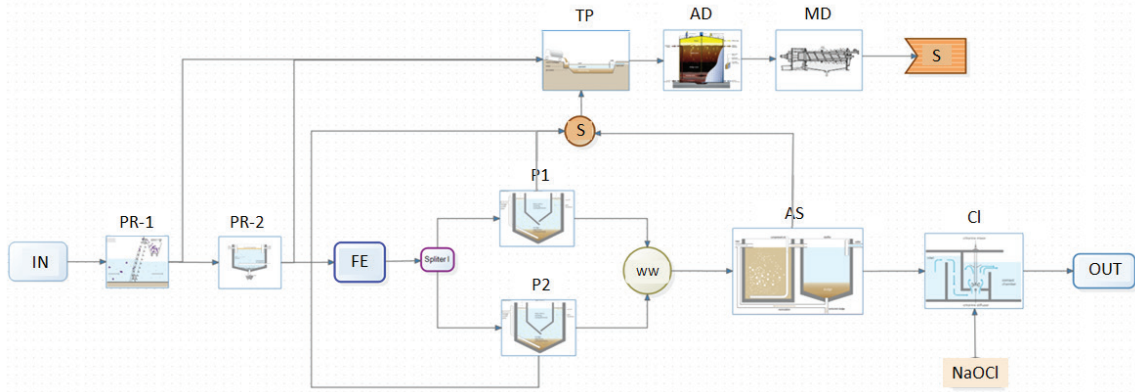 TP
AD
MD
S
S
P1
PR-1
PR-2
AS
Cl
IN
FE
Spliter I
ww
OUT
P2
NaOCl